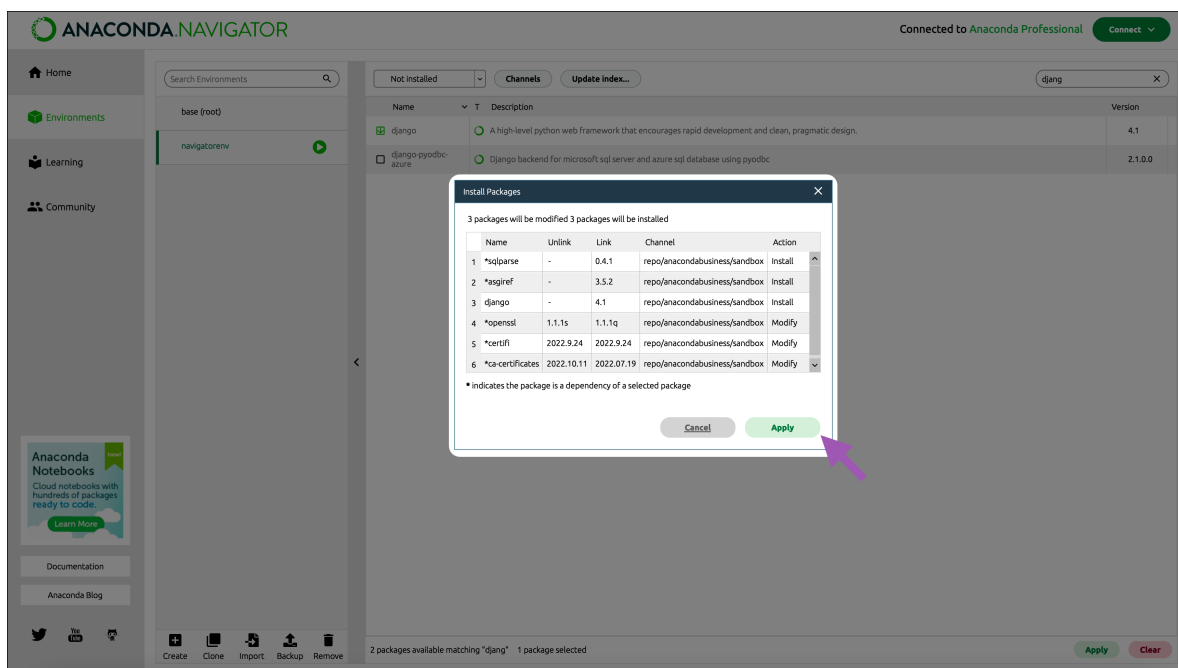 ANACONDA.NAVIGATOR
Connected to Anaconda Professional
Connect
Home
Environments
Learning
Community
Search Environments
base (root)
navigatorenv
Not installed
Channels
Update index...
djang
X
Name T Description Version
django A high-level python web framework that encourages rapid development and clean, pragmatic design. 4.1
django-pyodbc-
azure
Django backend for microsoft sql server and azure sql database using pyodbc 2.1.0.0
Install Packages
3 packages will be modified 3 packages will be installed
Name Unlink Link Channel Action
1 *sqlparse - 0.4.1 repo/anacondabusiness/sandbox Install
2 *asgiref - 3.5.2 repo/anacondabusiness/sandbox Install
3 django - 4.1 repo/anacondabusiness/sandbox Install
4 *openssl 1.1.1s 1.1.1q repo/anacondabusiness/sandbox Modify
5 *certifi 2022.9.24 2022.9.24 repo/anacondabusiness/sandbox Modify
6 *ca-certificates 2022.10.11 2022.07.19 repo/anacondabusiness/sandbox Modify
* indicates the package is a dependency of a selected package
Cancel
Apply
Anaconda
Notebooks
New!
Cloud notebooks with
hundreds of packages
ready to code.
Learn More
Documentation
Anaconda Blog
You
Tube
Create Clone Import Backup Remove
2 packages available matching "djang" 1 package selected
Apply
Clear